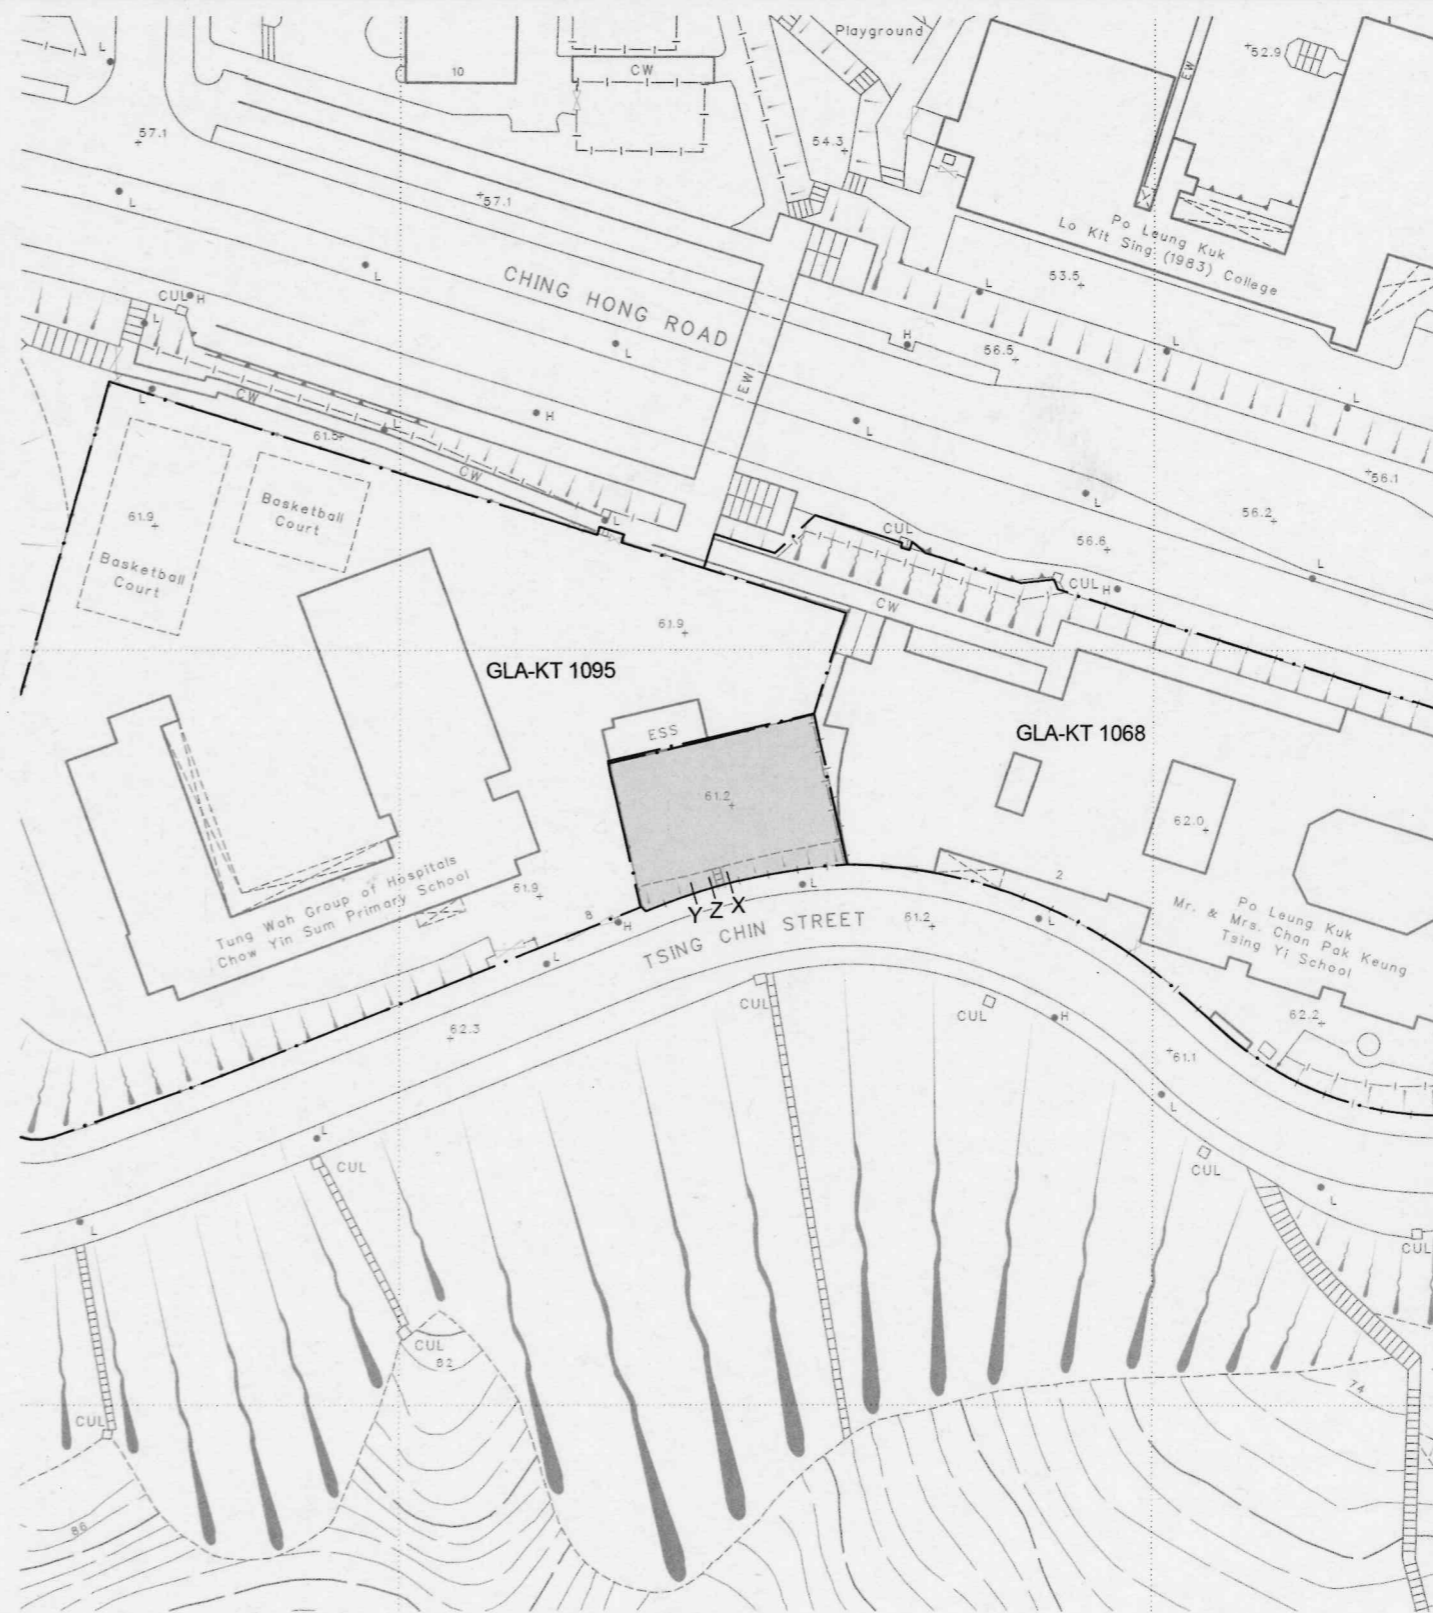 Playground
L
10
CW
EW
52.9
57.1
54.3
L
57.1
Po Leung Kuk
Lo Kit Sing (1983) College
CHING HONG ROAD
L
L
53.5
CUL
H
L
L
H
56.5
L
EW
L
L
CW
H
56.1
61.5
L
L
CW
L
Basketball
Court
61.9
L
56.2
CUL
56.6
L
Basketball
Court
CUL
H
CW
61.9
GLA-KT 1095
ESS
GLA-KT 1068
61.2
62.0
2
Tung Wah Group of Hospitals
Chow Yin Sum Primary School
61.9
8
H
Y Z X
L
TSING CHIN STREET
61.2
L
Po Leung Kuk
Mr. & Mrs. Chan Pak Keung
Tsing Yi School
L
CUL
CUL
H
62.2
62.3
61.1
L
L
CUL
CUL
L
L
CUL
CUL
82
74
CUL
86